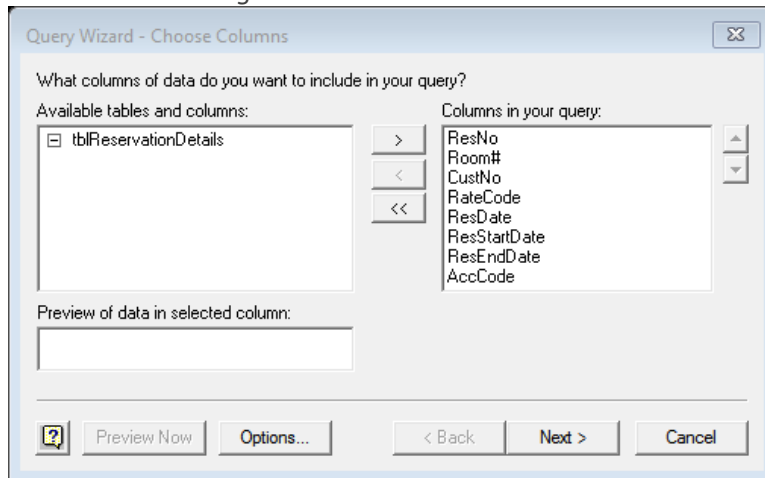 Query Wizard - Choose Columns
What columns of data do you want to include in your query?
Available tables and columns:
Columns in your query:
tblReservationDetails
>
<
<<
ResNo
Room#
CustNo
RateCode
ResDate
ResStartDate
ResEndDate
AccCode
Preview of data in selected column:
?
Preview Now
Options...
< Back
Next >
Cancel